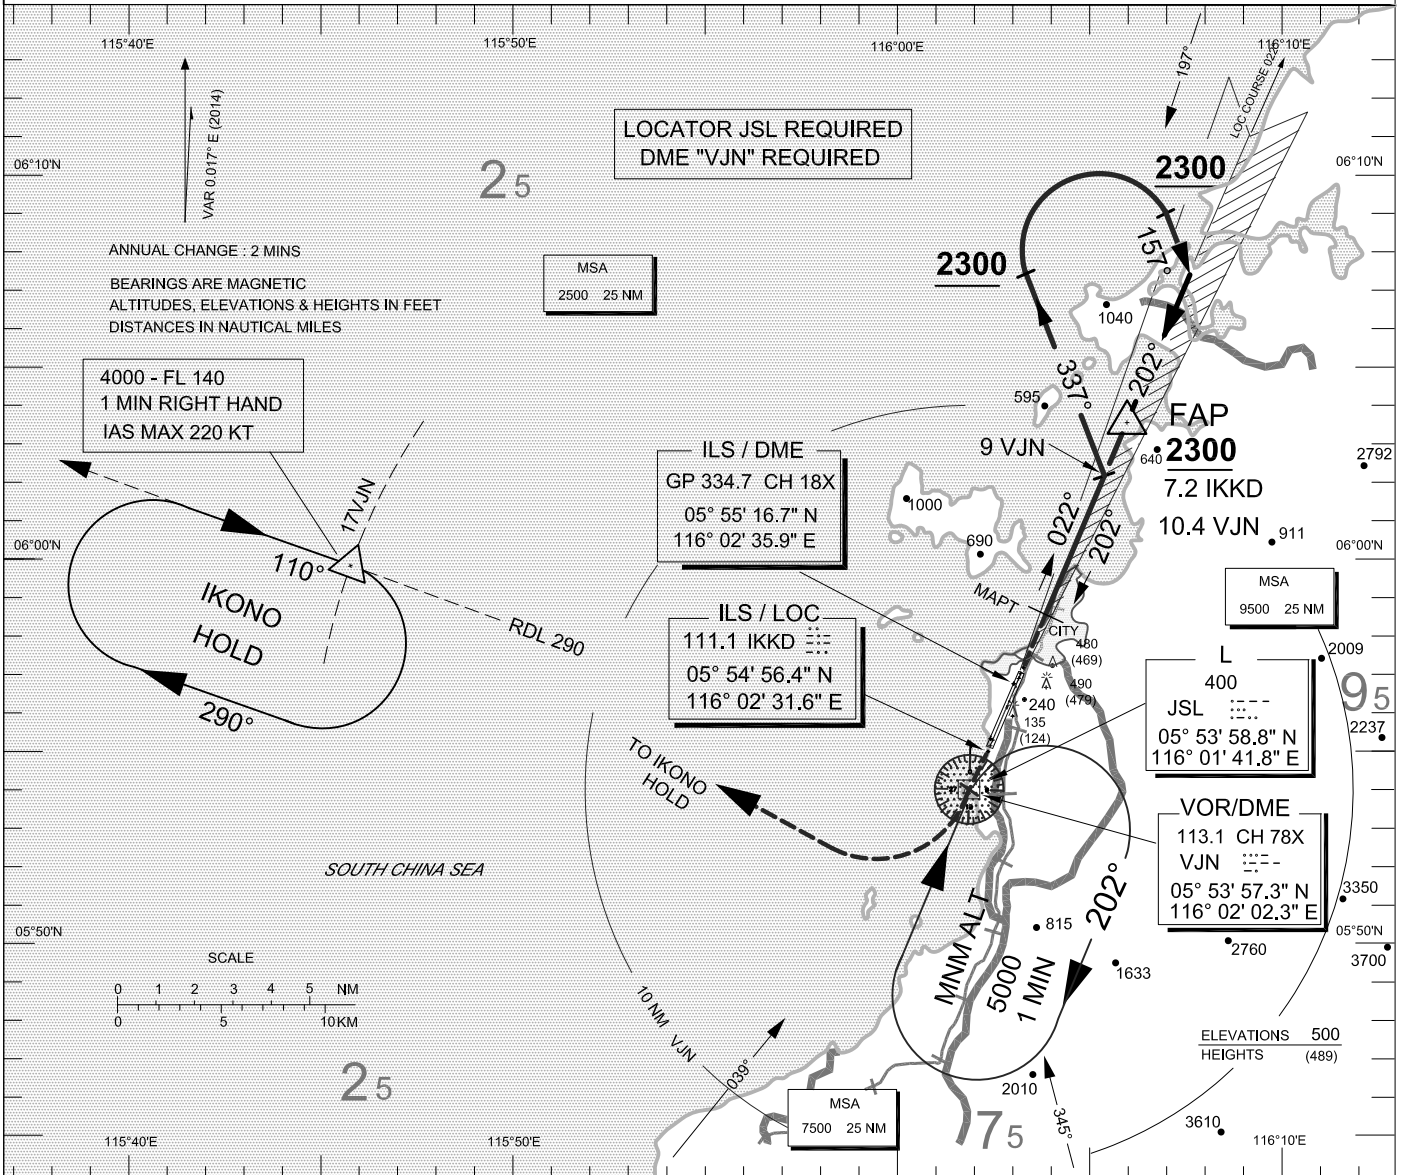 115°40'E
115°50'E
116°00'E
116°10'E
197°
LOC COURSE 022°
VAR 0.017° E (2014)
LOCATOR JSL REQUIRED
DME "VJN" REQUIRED
06°10'N
2 5
2300
06°10'N
ANNUAL CHANGE : 2 MINS
BEARINGS ARE MAGNETIC
ALTITUDES, ELEVATIONS & HEIGHTS IN FEET
DISTANCES IN NAUTICAL MILES
MSA
2500 25 NM
2300
157°
1040
4000 - FL 140
1 MIN RIGHT HAND
IAS MAX 220 KT
337°
202°
595
FAP
2300
7.2 IKKD
10.4 VJN
640
2792
9 VJN
ILS / DME
GP 334.7 CH 18X
05° 55' 16.7" N
116° 02' 35.9" E
1000
690
022°
202°
911
17VJN
06°00'N
06°00'N
110°
IKONO
HOLD
290°
RDL 290
MAPT
CITY
480
(469)
490
(479)
240
135
(124)
MSA
9500 25 NM
2009
9 5
2237
ILS / LOC
111.1 IKKD
05° 54' 56.4" N
116° 02' 31.6" E
L
400
JSL
05° 53' 58.8" N
116° 01' 41.8" E
TO IKONO
HOLD
VOR/DME
113.1 CH 78X
VJN
05° 53' 57.3" N
116° 02' 02.3" E
SOUTH CHINA SEA
3350
05°50'N
05°50'N
202°
MNM ALT
5000
1 MIN
815
1633
2760
3700
SCALE
0 1 2 3 4 5 NM
0 5 10KM
10 NM VJN
039°
ELEVATIONS 500
HEIGHTS (489)
2 5
2010
MSA
7500 25 NM
7 5
345°
3610
115°40'E
115°50'E
116°10'E